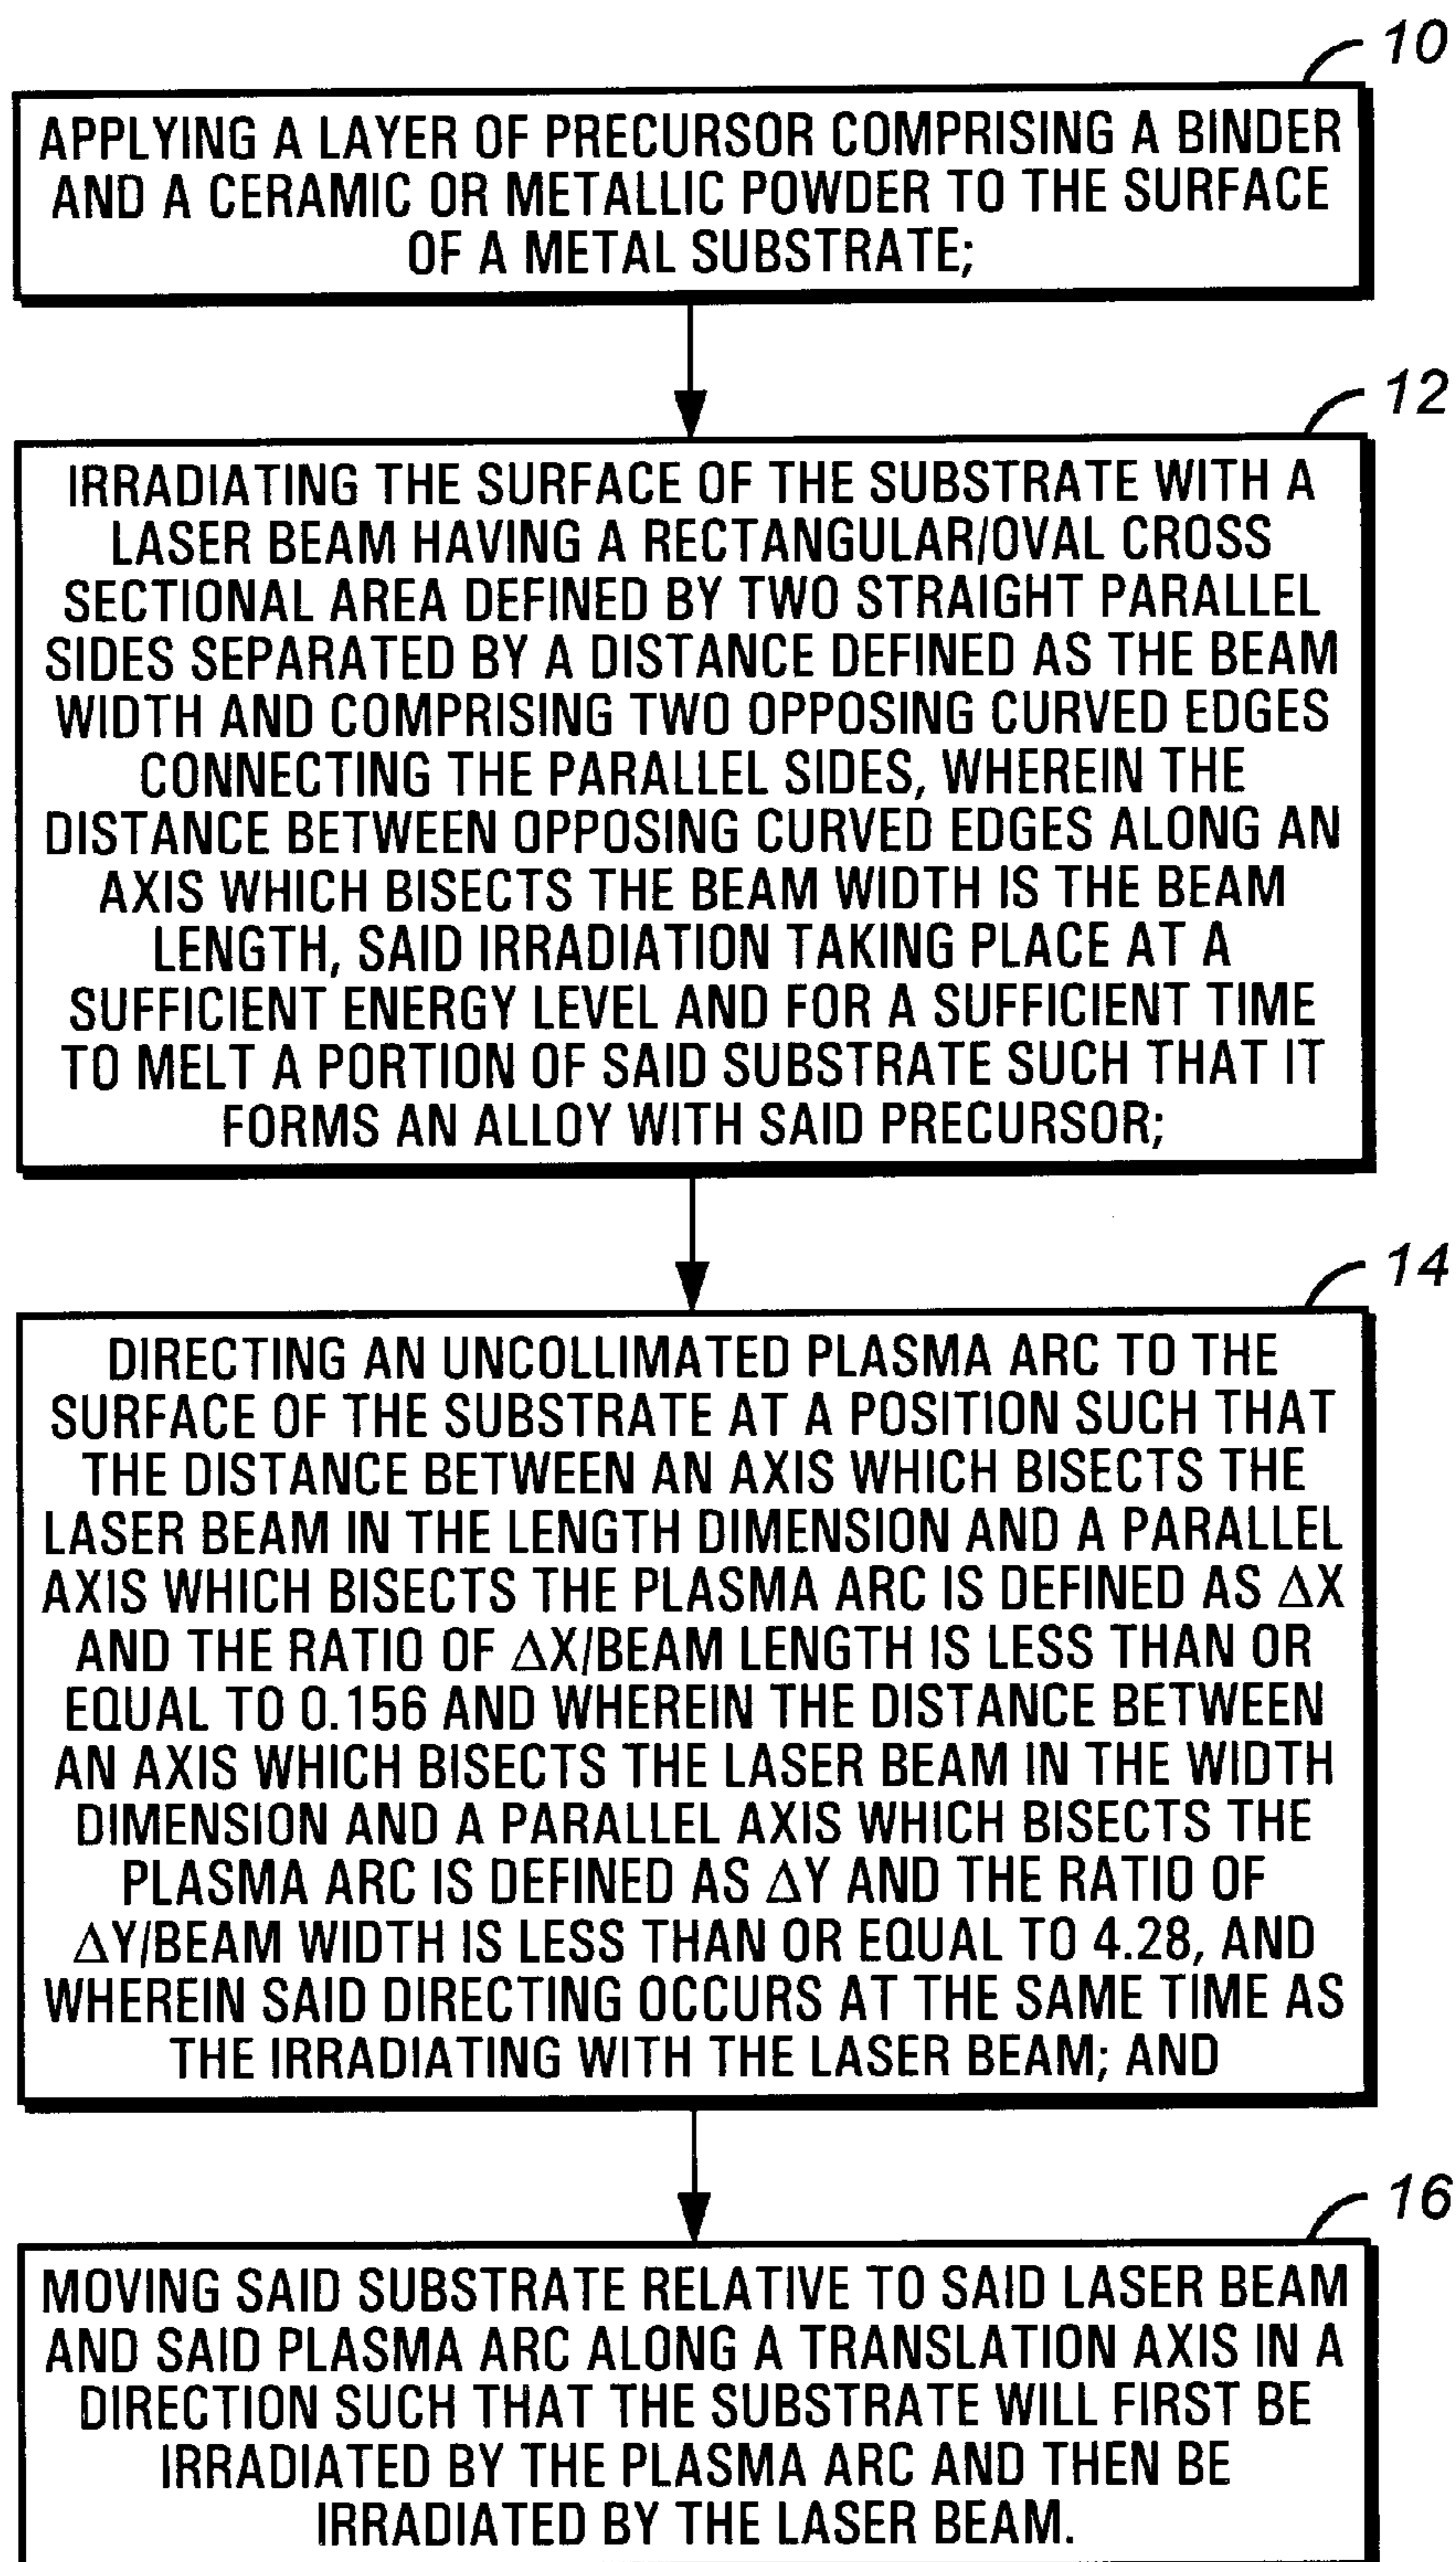 10
APPLYING A LAYER OF PRECURSOR COMPRISING A BINDER
AND A CERAMIC OR METALLIC POWDER TO THE SURFACE
OF A METAL SUBSTRATE;
12
IRRADIATING THE SURFACE OF THE SUBSTRATE WITH A
LASER BEAM HAVING A RECTANGULAR/OVAL CROSS
SECTIONAL AREA DEFINED BY TWO STRAIGHT PARALLEL
SIDES SEPARATED BY A DISTANCE DEFINED AS THE BEAM
WIDTH AND COMPRISING TWO OPPOSING CURVED EDGES
CONNECTING THE PARALLEL SIDES, WHEREIN THE
DISTANCE BETWEEN OPPOSING CURVED EDGES ALONG AN
AXIS WHICH BISECTS THE BEAM WIDTH IS THE BEAM
LENGTH, SAID IRRADIATION TAKING PLACE AT A
SUFFICIENT ENERGY LEVEL AND FOR A SUFFICIENT TIME
TO MELT A PORTION OF SAID SUBSTRATE SUCH THAT IT
FORMS AN ALLOY WITH SAID PRECURSOR;
14
DIRECTING AN UNCOLLIMATED PLASMA ARC TO THE
SURFACE OF THE SUBSTRATE AT A POSITION SUCH THAT
THE DISTANCE BETWEEN AN AXIS WHICH BISECTS THE
LASER BEAM IN THE LENGTH DIMENSION AND A PARALLEL
AXIS WHICH BISECTS THE PLASMA ARC IS DEFINED AS ΔX
AND THE RATIO OF ΔX/BEAM LENGTH IS LESS THAN OR
EQUAL TO 0.156 AND WHEREIN THE DISTANCE BETWEEN
AN AXIS WHICH BISECTS THE LASER BEAM IN THE WIDTH
DIMENSION AND A PARALLEL AXIS WHICH BISECTS THE
PLASMA ARC IS DEFINED AS ΔY AND THE RATIO OF
ΔY/BEAM WIDTH IS LESS THAN OR EQUAL TO 4.28, AND
WHEREIN SAID DIRECTING OCCURS AT THE SAME TIME AS
THE IRRADIATING WITH THE LASER BEAM; AND
16
MOVING SAID SUBSTRATE RELATIVE TO SAID LASER BEAM
AND SAID PLASMA ARC ALONG A TRANSLATION AXIS IN A
DIRECTION SUCH THAT THE SUBSTRATE WILL FIRST BE
IRRADIATED BY THE PLASMA ARC AND THEN BE
IRRADIATED BY THE LASER BEAM.